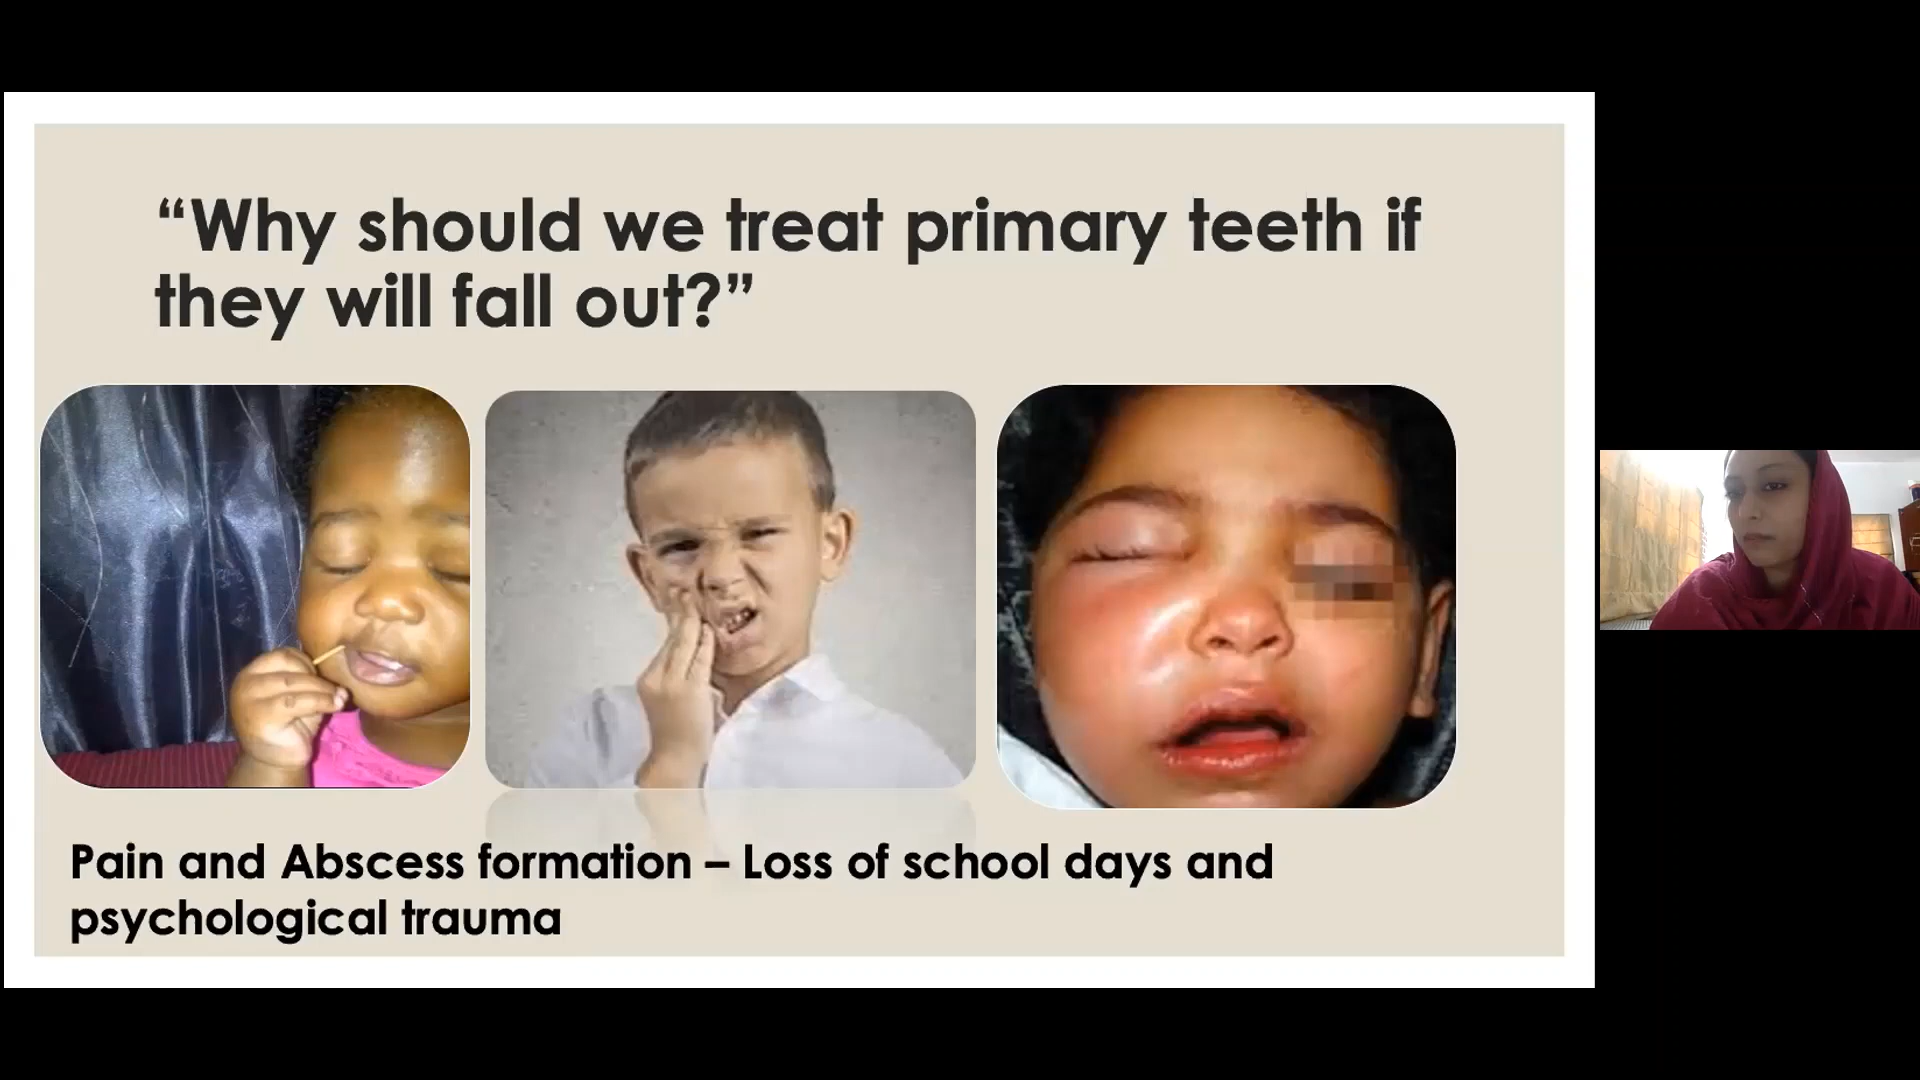 “Why should we treat primary teeth if
they will fall out?”
Pain and Abscess formation – Loss of school days and
psychological trauma